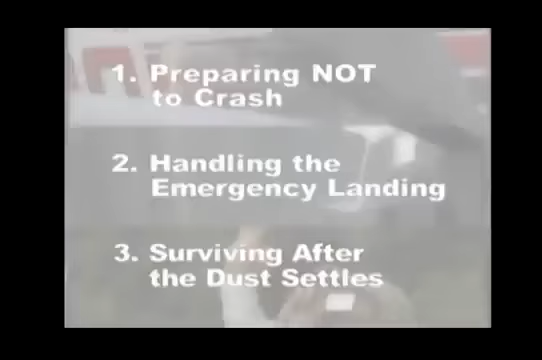 1. Preparing NOT
to Crash
2. Handling the
Emergency Landing
3. Surviving After
the Dust Settles